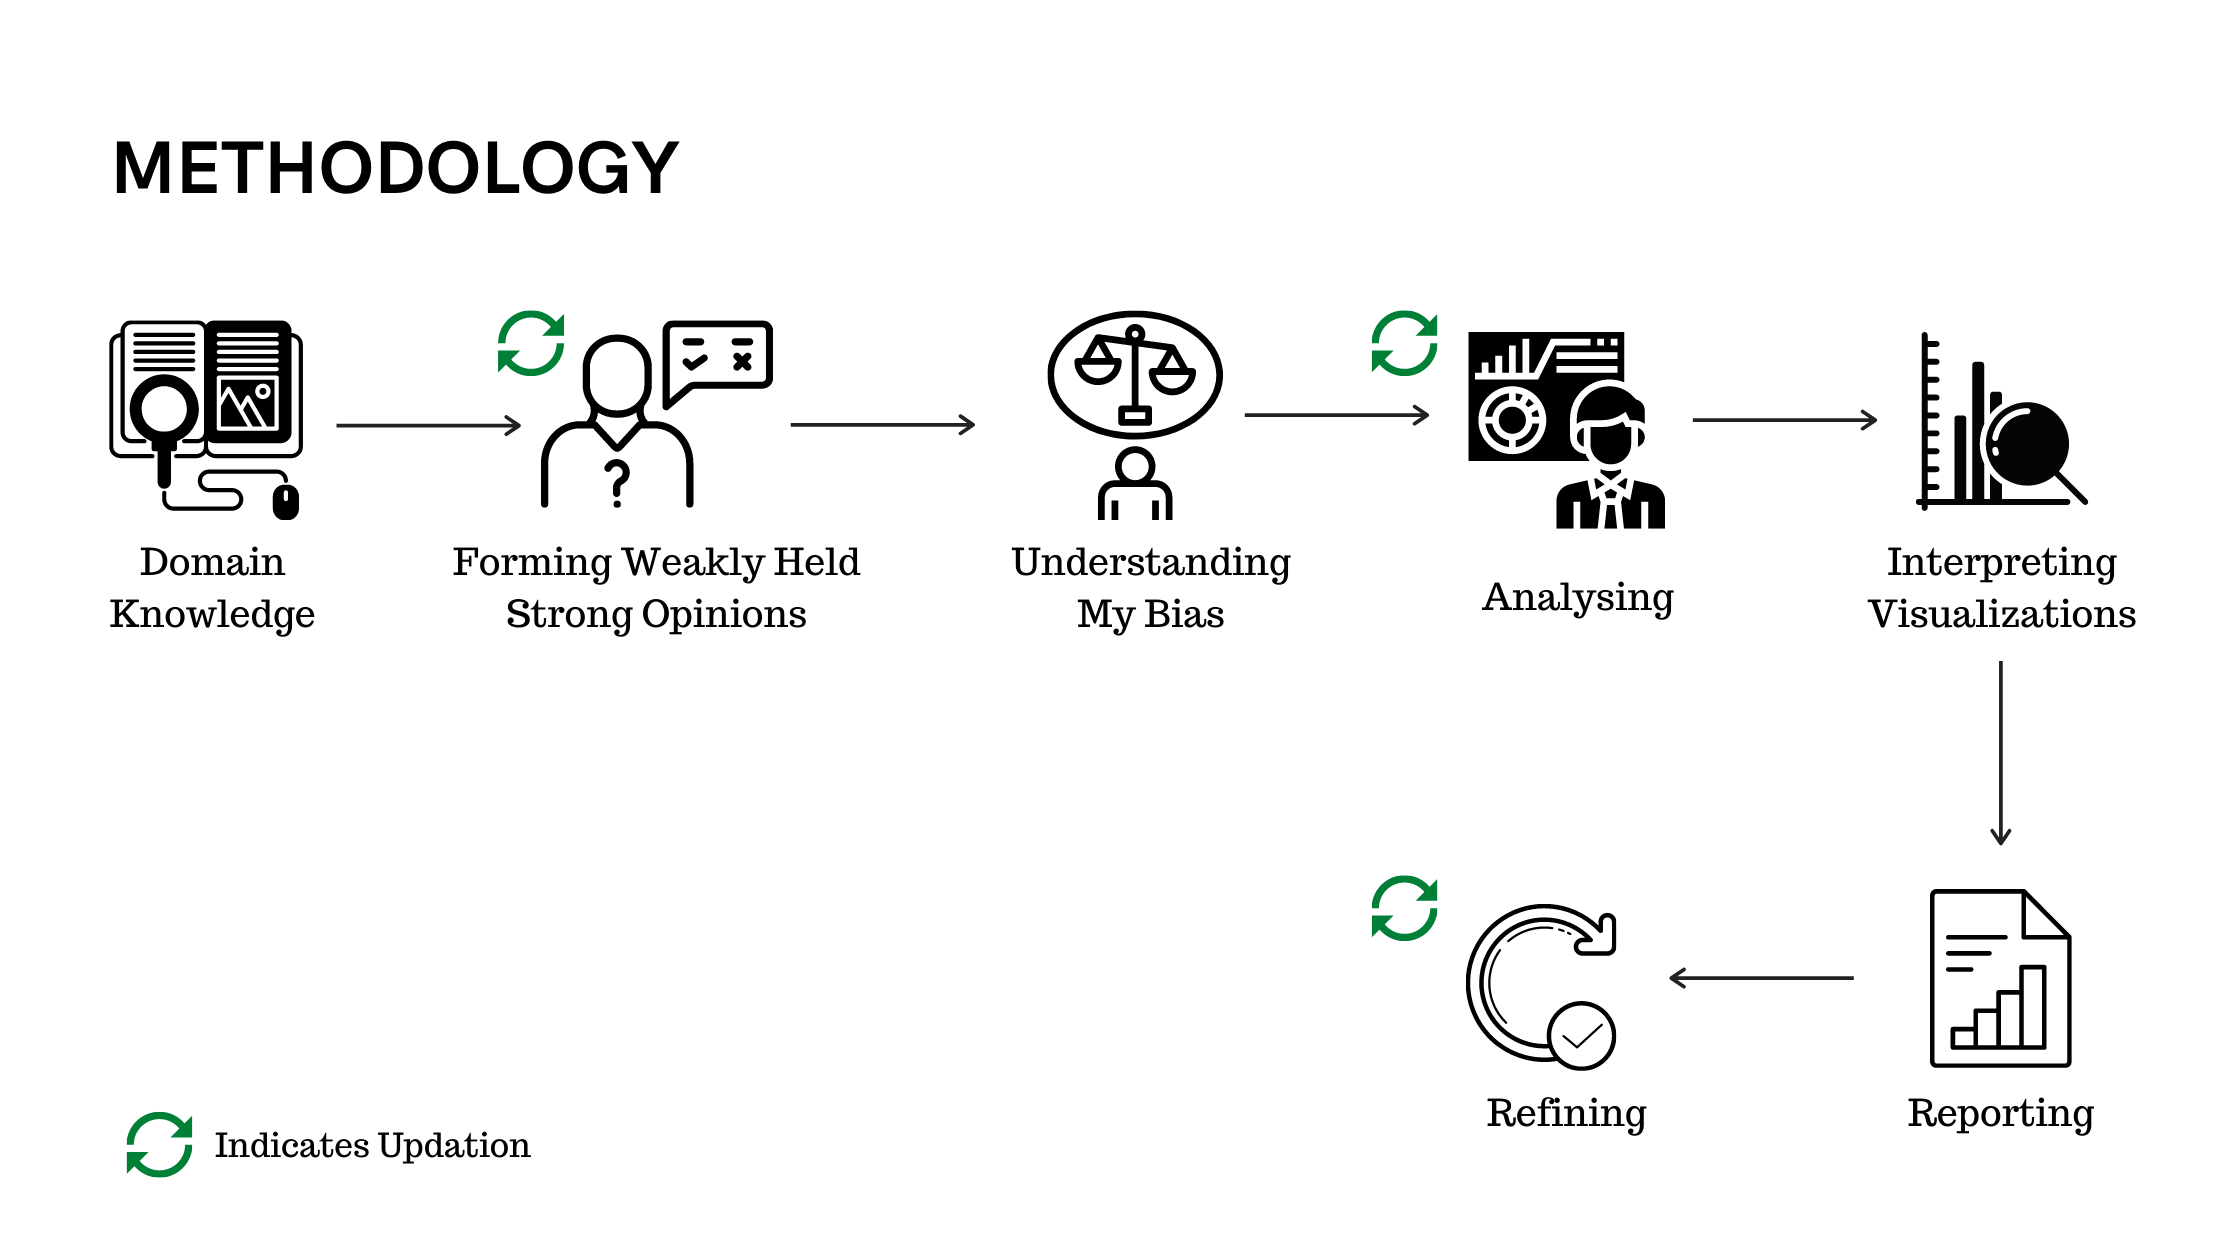 METHODOLOGY
Domain
Knowledge
Forming Weakly Held
Strong Opinions
Understanding
My Bias
Analysing
Interpreting
Visualizations
Refining
Reporting
Indicates Updation